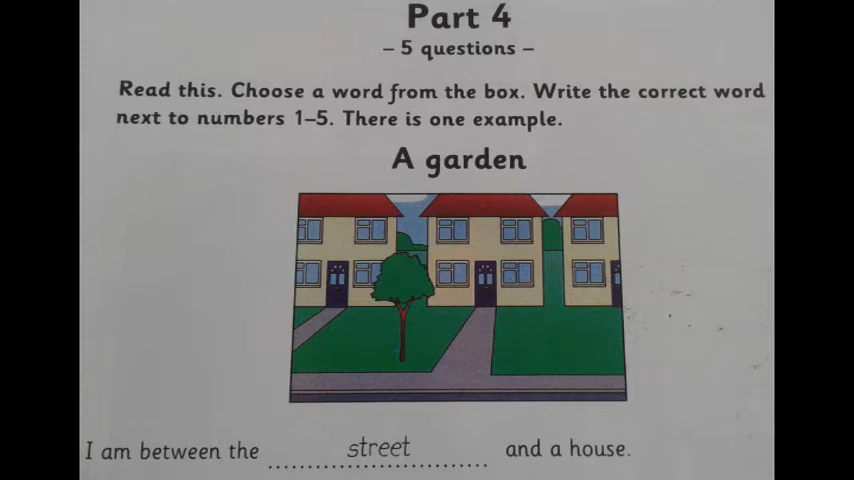 Part 4
– 5 questions –
Read this. Choose a word from the box. Write the correct word
next to numbers 1–5. There is one example.
A garden
I am between the street and a house.